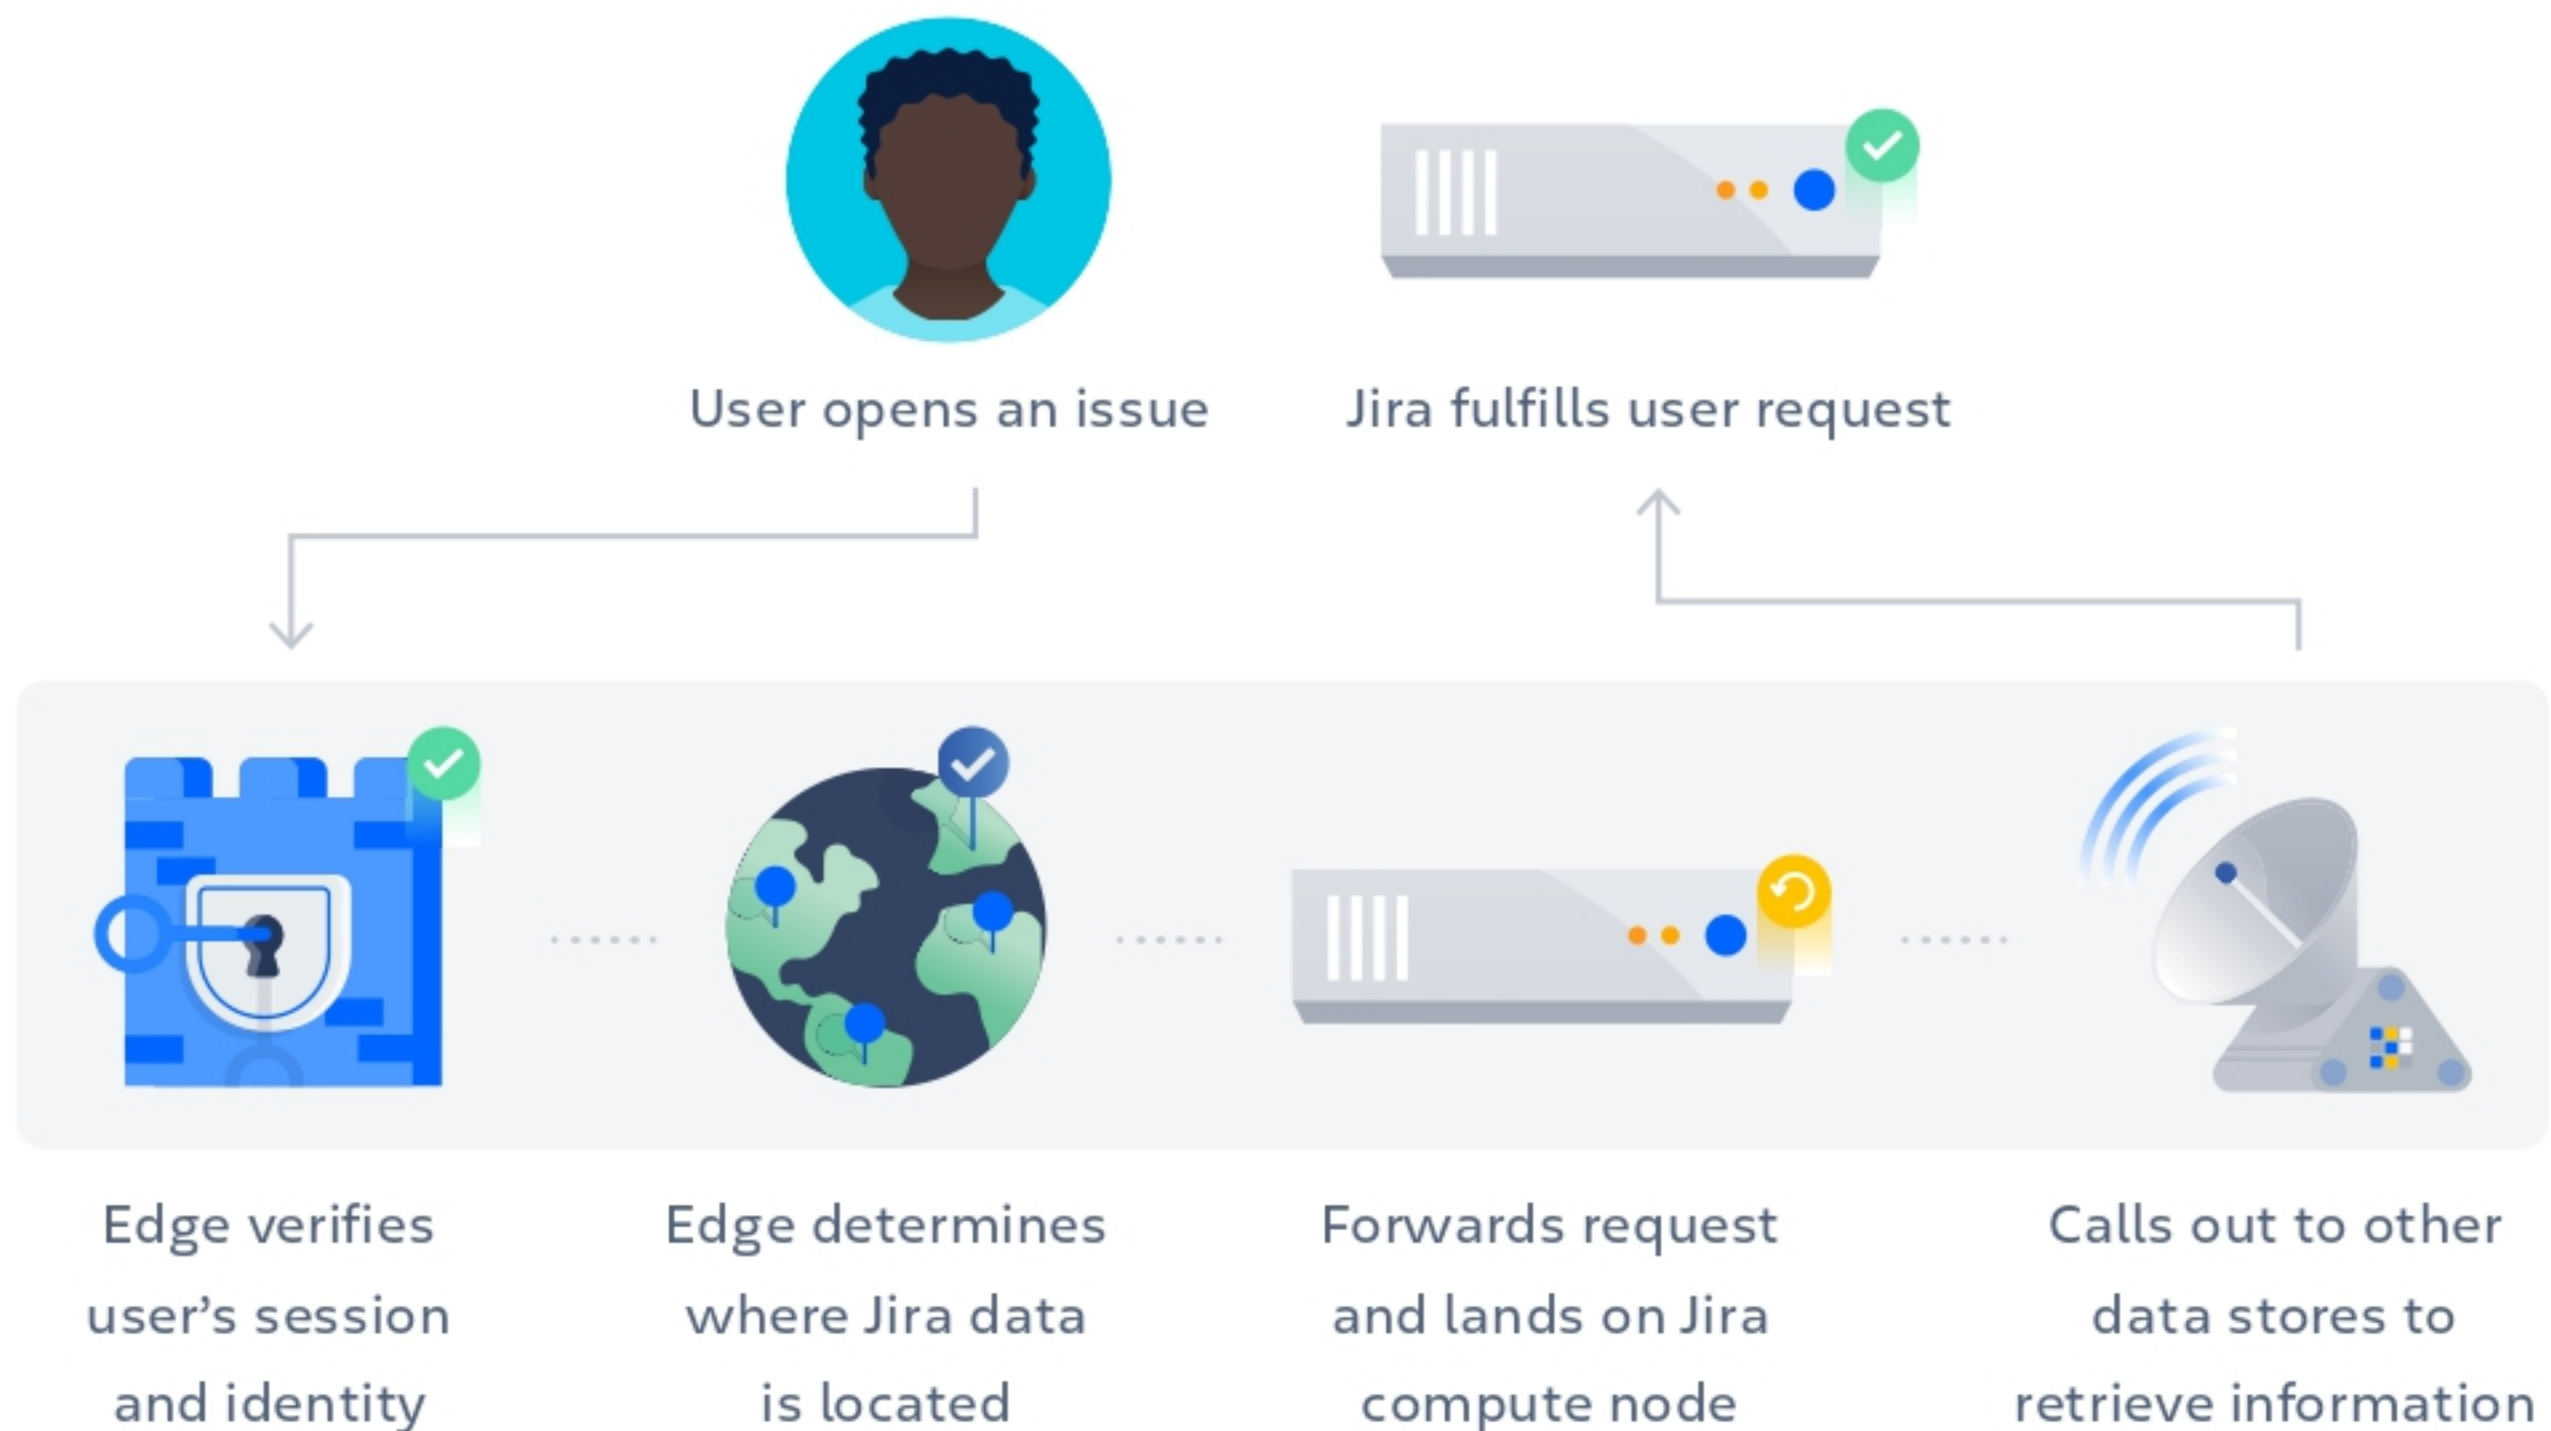 User opens an issue
Jira fulfills user request
Edge verifies
user’s session
and identity
Edge determines
where Jira data
is located
Forwards request
and lands on Jira
compute node
Calls out to other
data stores to
retrieve information